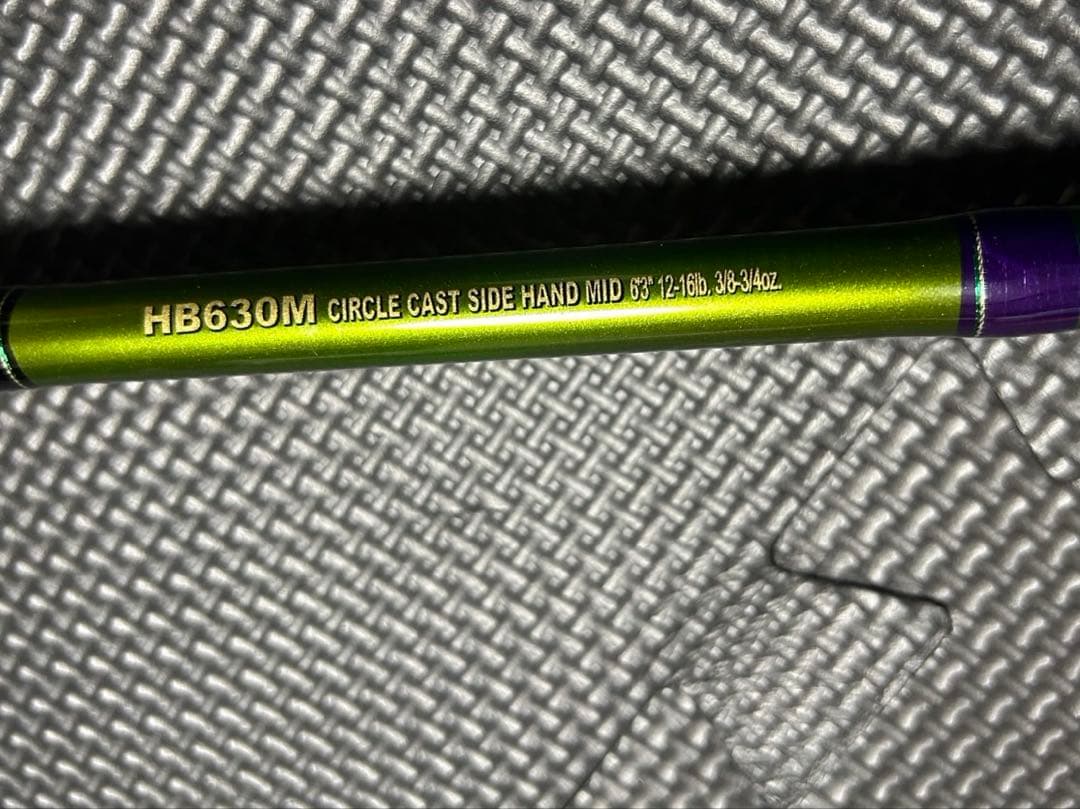 HB630M CIRCLE CAST SIDE HAND MID 6'3" 12-16lb. 3/8-3/4oz.